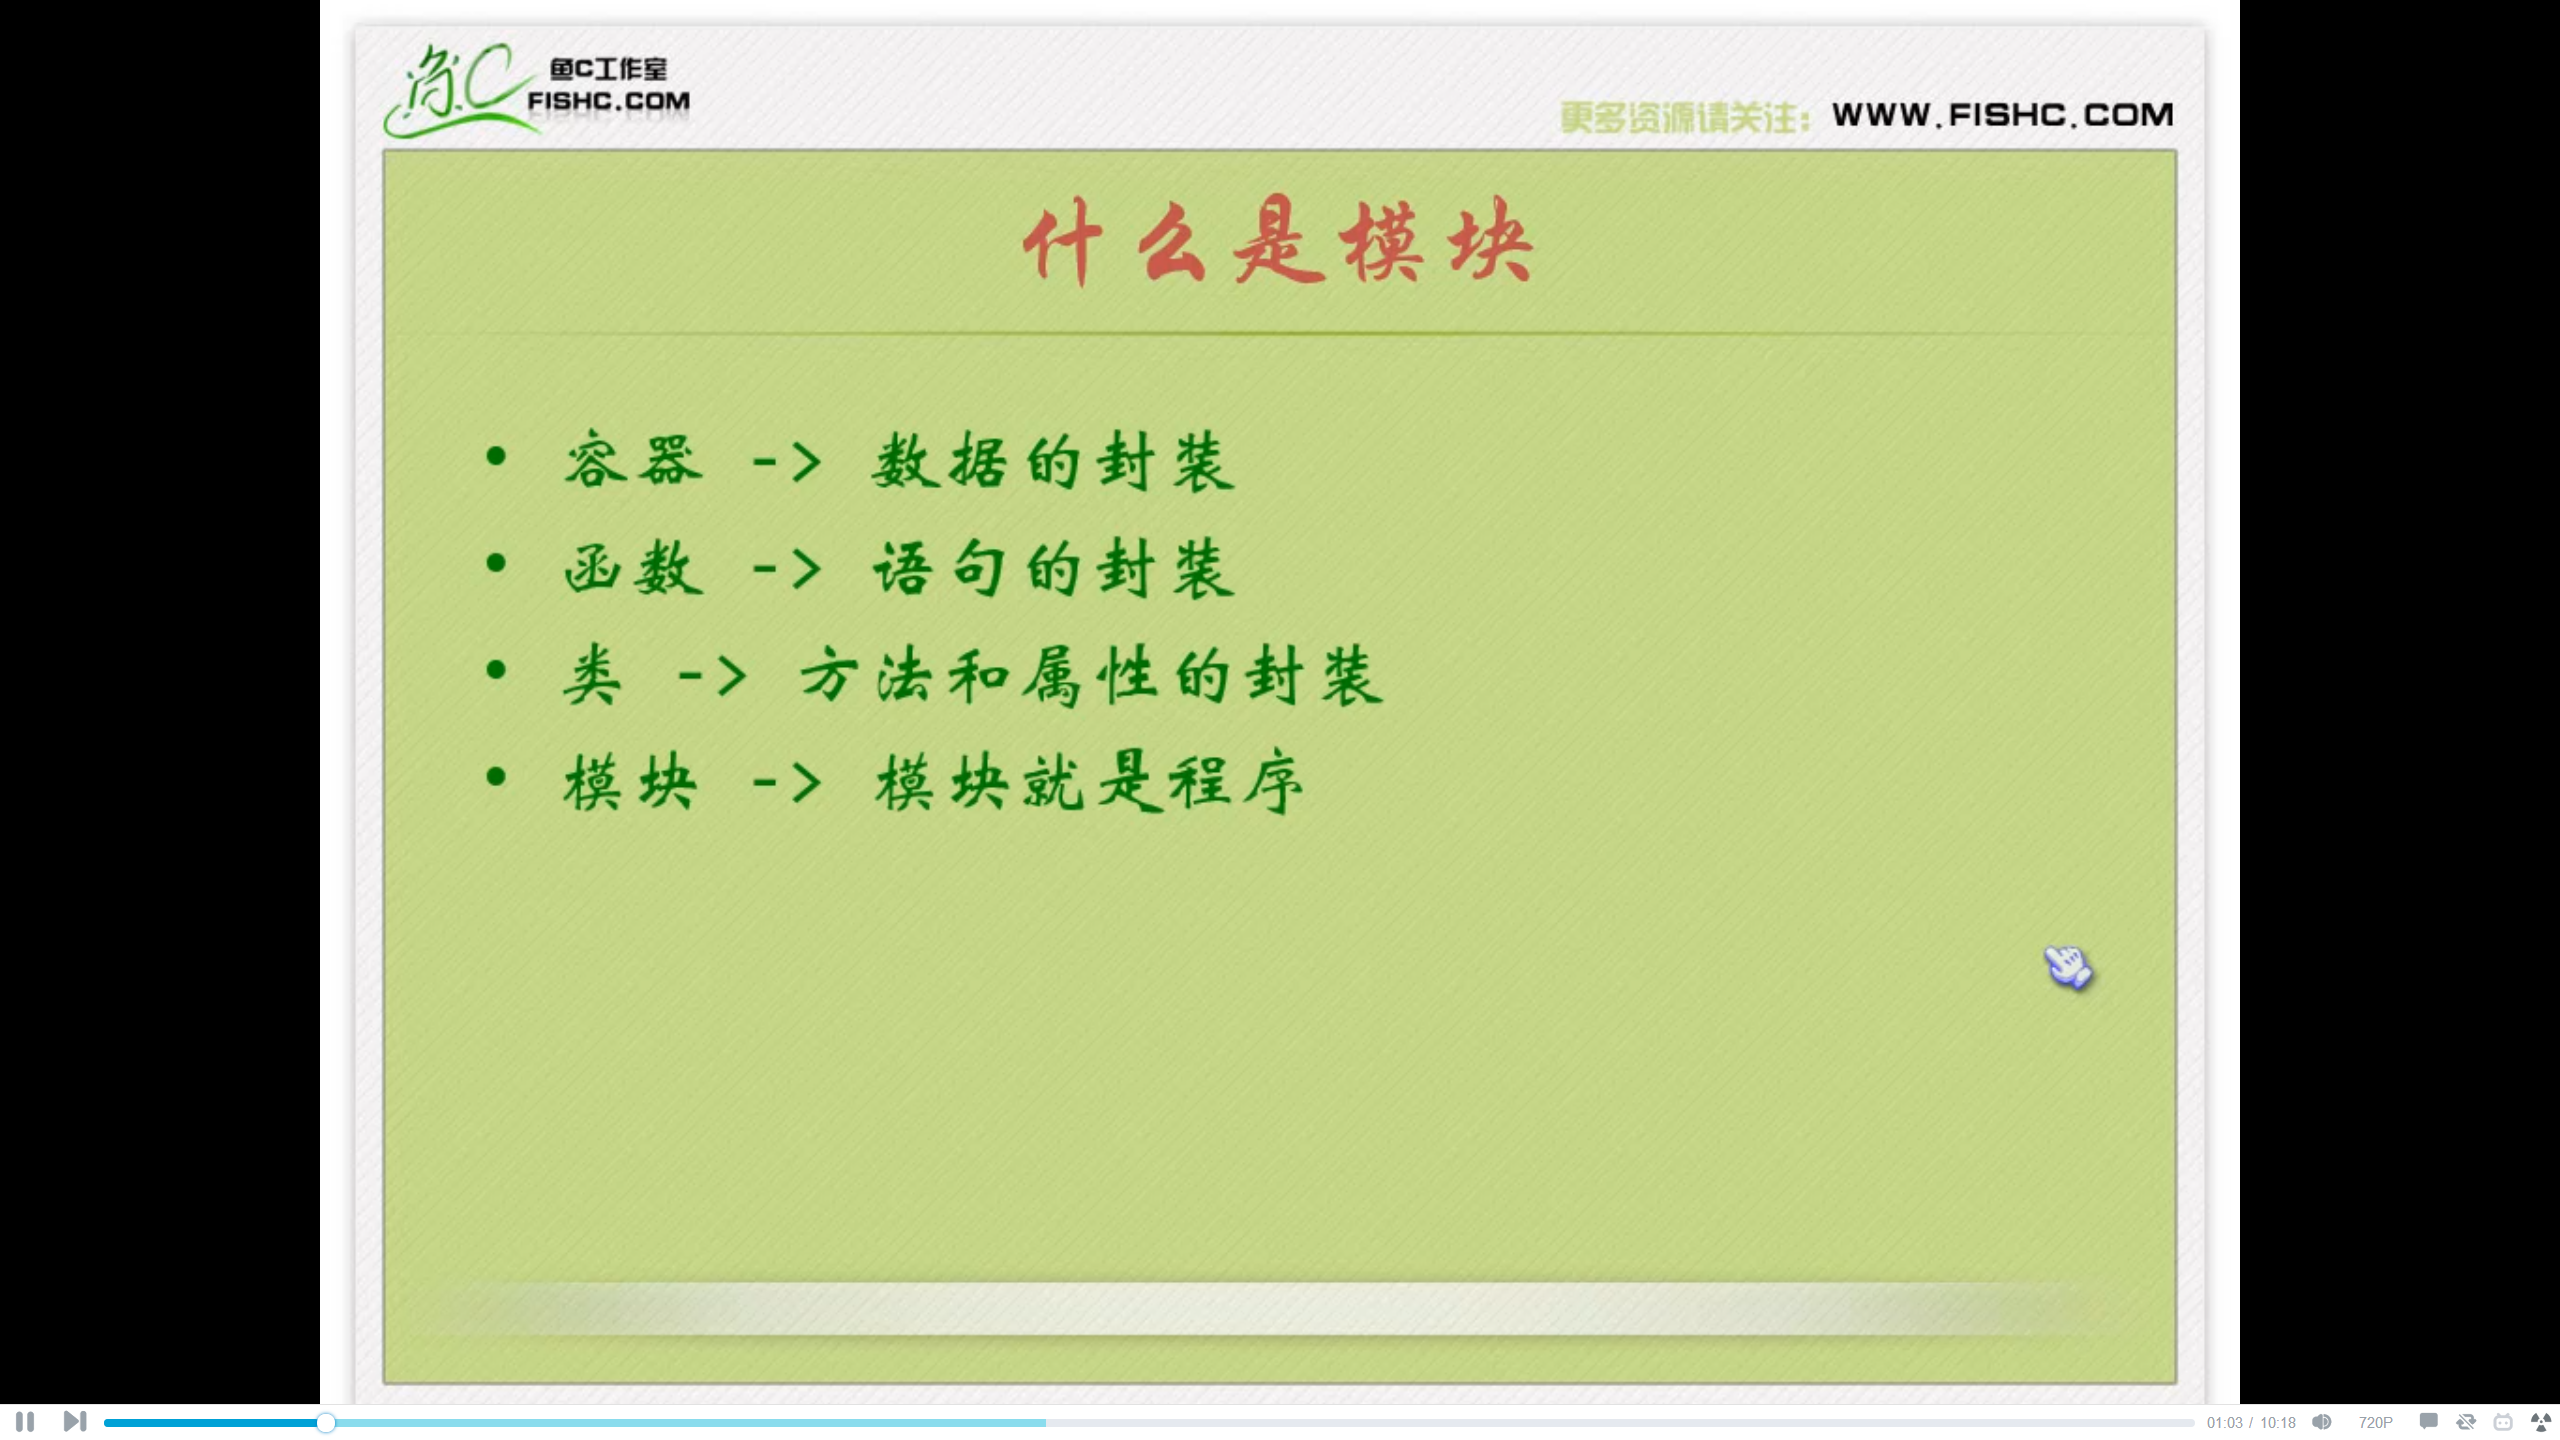 鱼C工作室
FISHC.COM
更多资源请关注: WWW.FISHC.COM
什么是模块
• 容器 -> 数据的封装
• 函数 -> 语句的封装
• 类 -> 方法和属性的封装
• 模块 -> 模块就是程序
01:03 / 10:18 720P